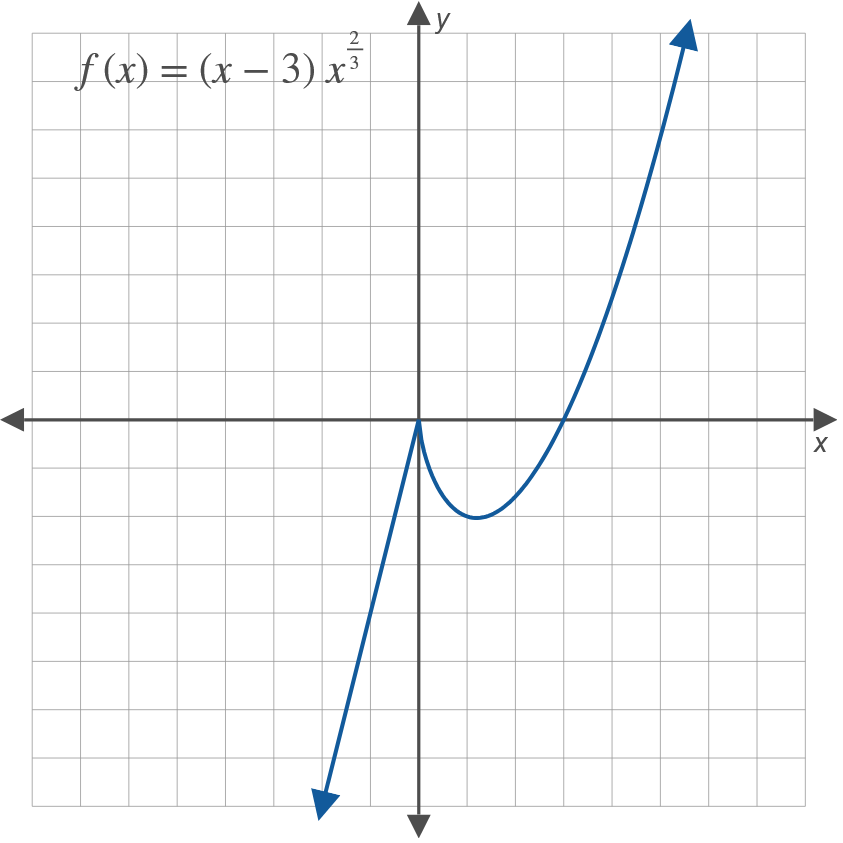 y
f (x) = (x − 3) x^{2/3}
x